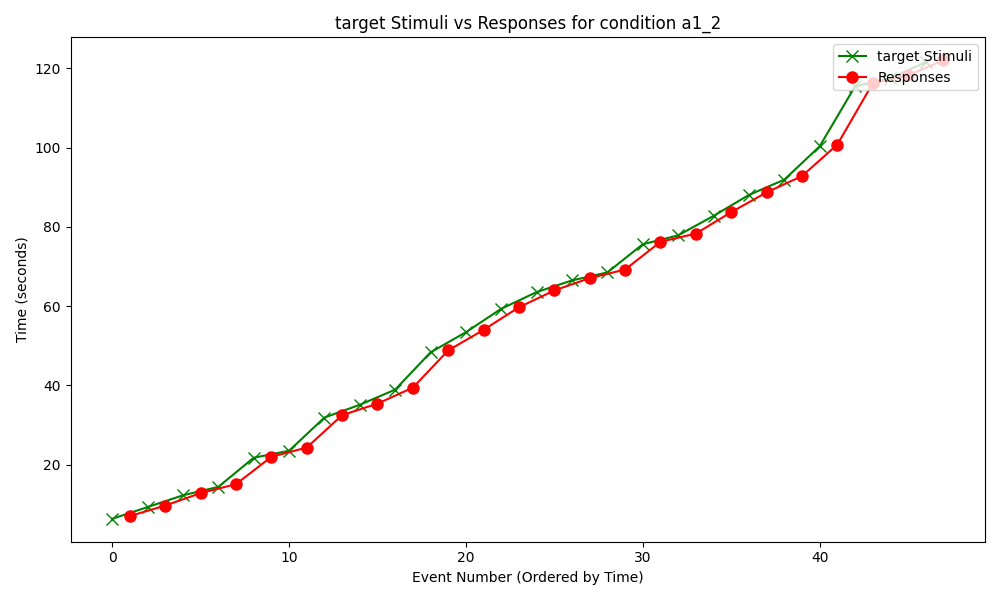 target Stimuli vs Responses for condition a1_2
target Stimuli
Responses
Time (seconds)
120
100
80
60
40
20
0
10
20
30
40
Event Number (Ordered by Time)